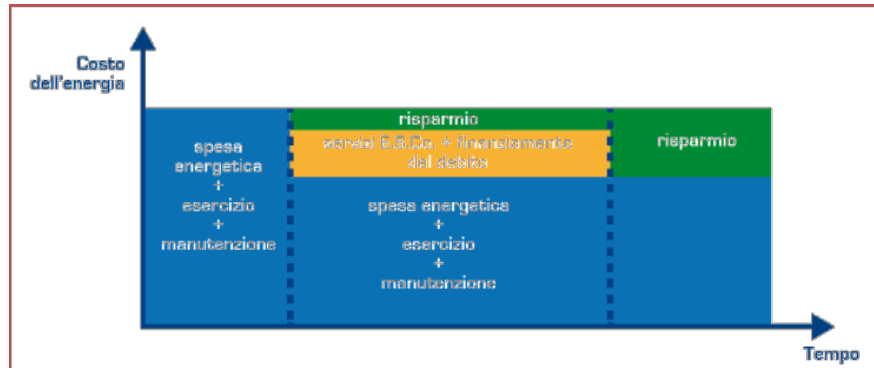 Costo
dell'energia
spesa
energetica
+
esercizio
+
manutenzione
risparmio
servizi E.S.Co. + finanziamento
del debito
spesa energetica
+
esercizio
+
manutenzione
risparmio
Tempo